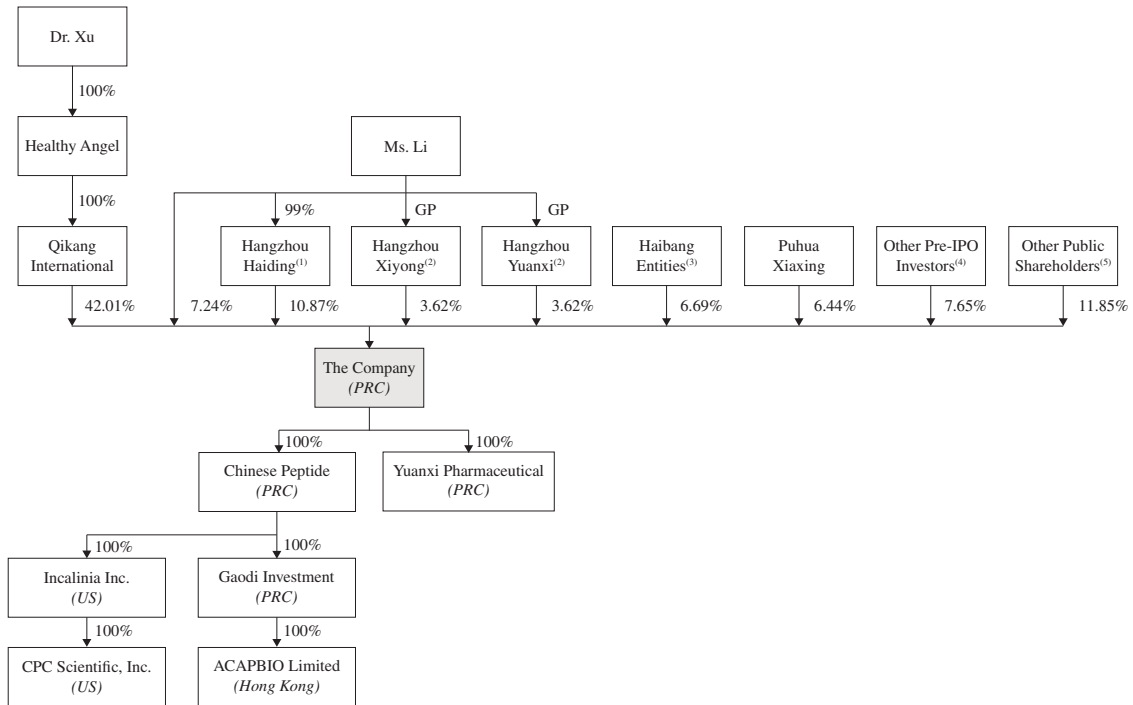 Dr. Xu
100%
Healthy Angel
Ms. Li
100%
99%
GP
GP
Qikang
International
Hangzhou
Haiding(1)
Hangzhou
Xiyong(2)
Hangzhou
Yuanxi(2)
Haibang
Entities(3)
Puhua
Xiaxing
Other Pre-IPO
Investors(4)
Other Public
Shareholders(5)
42.01%
7.24%
10.87%
3.62%
3.62%
6.69%
6.44%
7.65%
11.85%
The Company
(PRC)
100%
100%
Chinese Peptide
(PRC)
Yuanxi Pharmaceutical
(PRC)
100%
100%
Incalinia Inc.
(US)
Gaodi Investment
(PRC)
100%
100%
CPC Scientific, Inc.
(US)
ACAPBIO Limited
(Hong Kong)